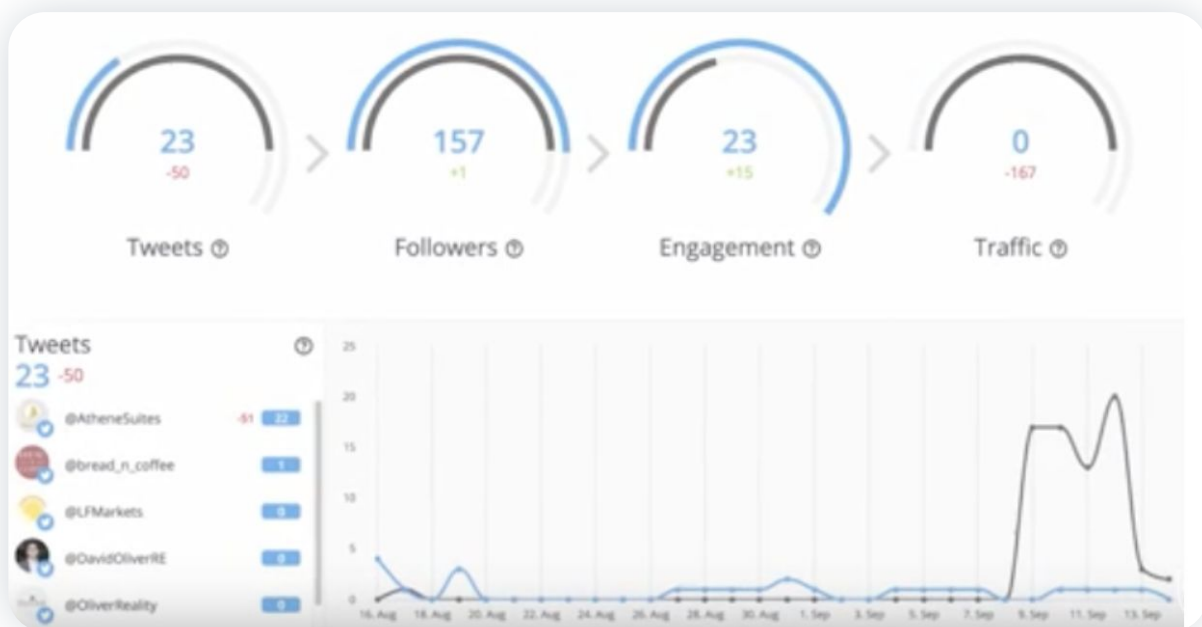 23
-50
Tweets
157
+1
Followers
23
+15
Engagement
0
-167
Traffic
Tweets
23 -50
@AtheneSuites -51 22
@bread_n_coffee 1
@LFMarkets 0
@DavidOliverRE 0
@OliverReality 0
25
20
15
10
5
0
16. Aug 18. Aug 20. Aug 22. Aug 24. Aug 26. Aug 28. Aug 30. Aug 1. Sep 3. Sep 5. Sep 7. Sep 9. Sep 11. Sep 13. Sep